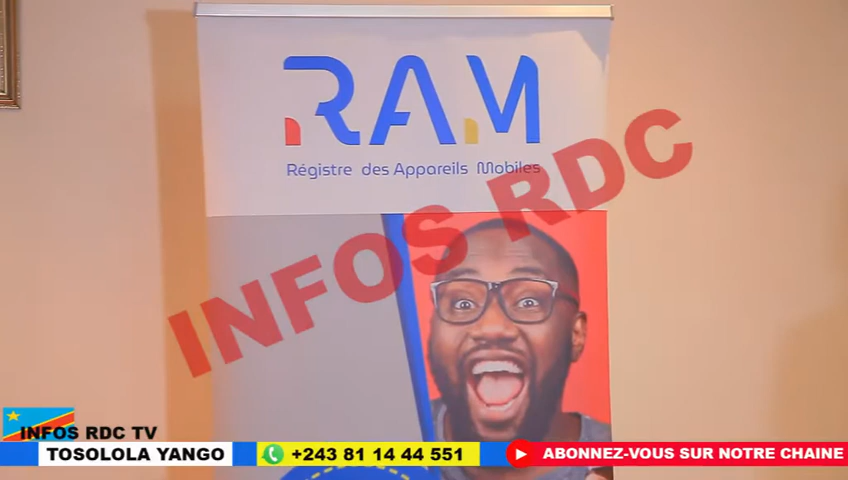 RAM
Régistre des Appareils Mobiles
INFOS RDC
INFOS RDC TV
TOSOLOLA YANGO
+243 81 14 44 551
ABONNEZ-VOUS SUR NOTRE CHAINE